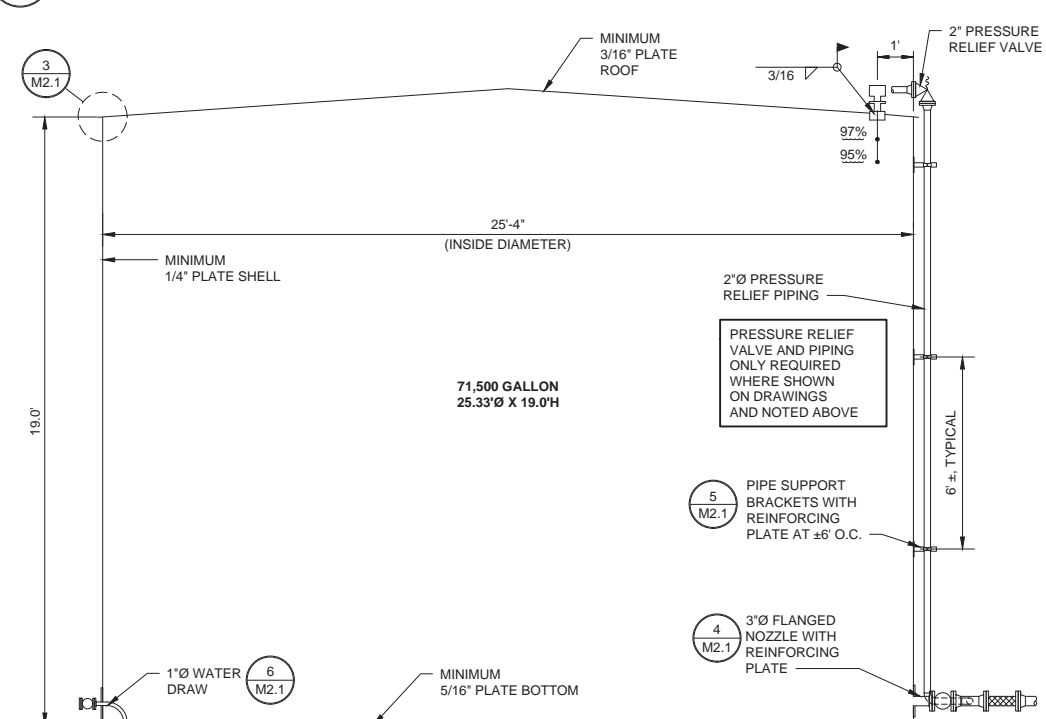 3
M2.1
MINIMUM
3/16" PLATE
ROOF
3/16
1'
2" PRESSURE
RELIEF VALVE
97%
95%
25'-4"
(INSIDE DIAMETER)
MINIMUM
1/4" PLATE SHELL
2"Ø PRESSURE
RELIEF PIPING
PRESSURE RELIEF
VALVE AND PIPING
ONLY REQUIRED
WHERE SHOWN
ON DRAWINGS
AND NOTED ABOVE
71,500 GALLON
25.33'Ø X 19.0'H
19.0'
6' ±, TYPICAL
5
M2.1
PIPE SUPPORT
BRACKETS WITH
REINFORCING
PLATE AT ±6' O.C.
4
M2.1
3"Ø FLANGED
NOZZLE WITH
REINFORCING
PLATE
1"Ø WATER
DRAW
6
M2.1
MINIMUM
5/16" PLATE BOTTOM